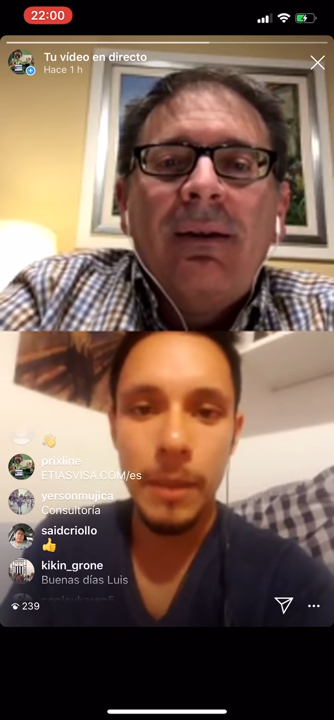 22:00
Tu vídeo en directo
Hace 1 h
prixline
ETIASVISA.COM/es
yersonmujica
Consultoría
saidcriollo
👍
kikin_grone
Buenas días Luis
239